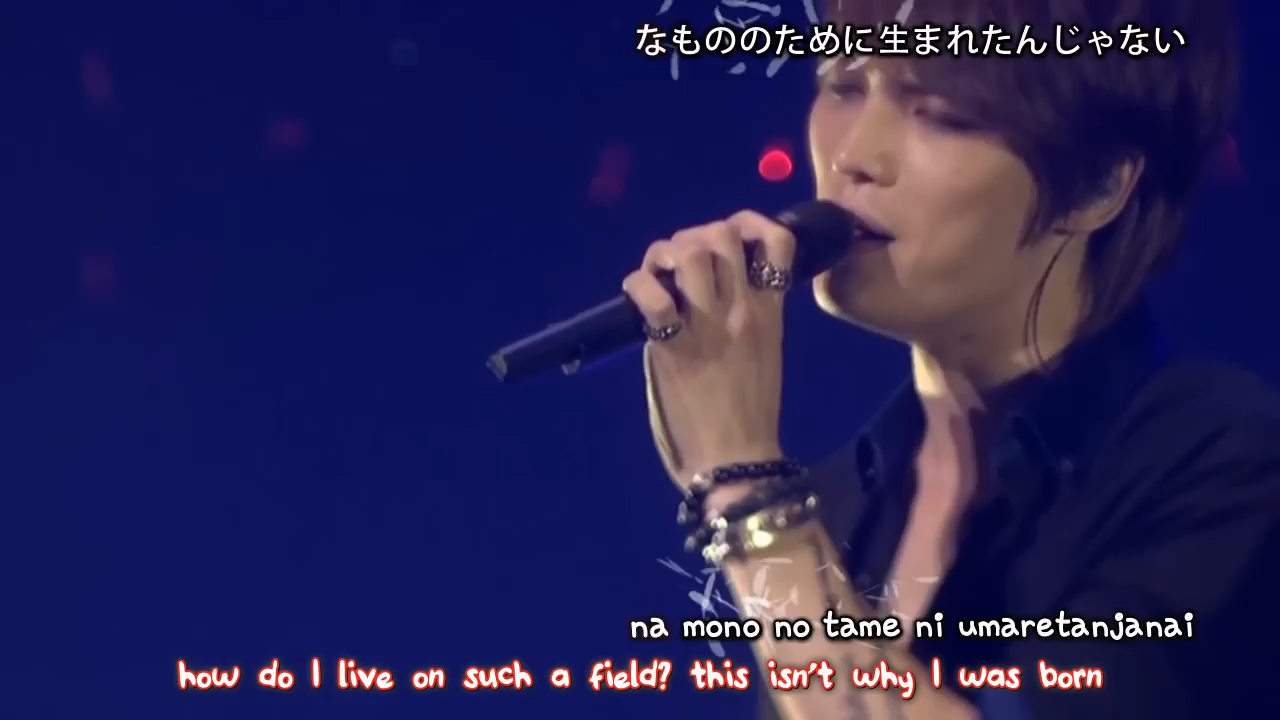 なもののために生まれたんじゃない
na mono no tame ni umaretanjanai
how do I live on such a field? this isn't why I was born